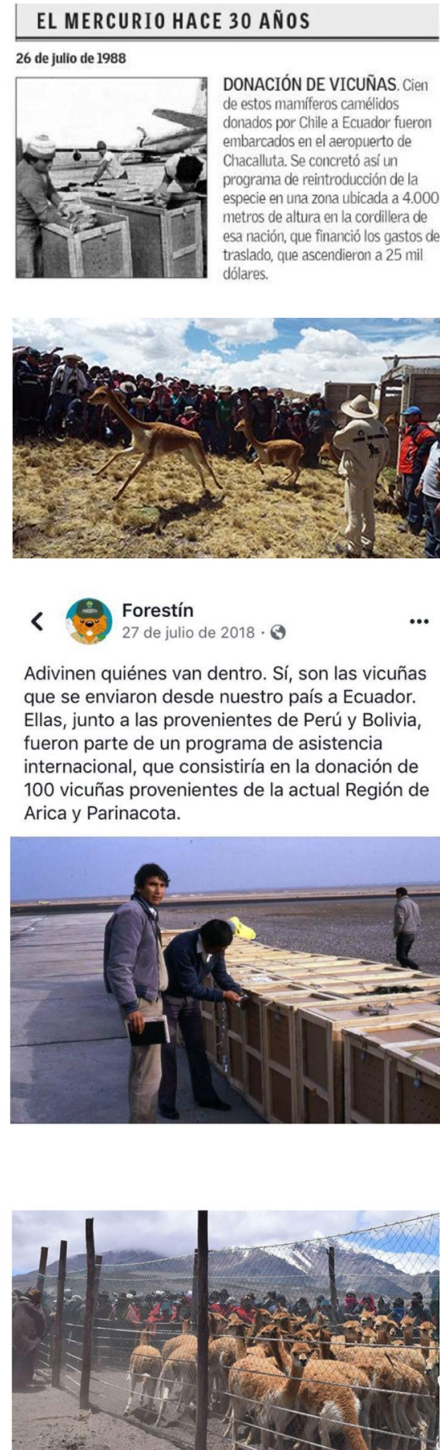 EL MERCURIO HACE 30 AÑOS
26 de julio de 1988
DONACIÓN DE VICUÑAS. Cien
de estos mamíferos camélidos
donados por Chile a Ecuador fueron
embarcados en el aeropuerto de
Chacalluta. Se concretó así un
programa de reintroducción de la
especie en una zona ubicada a 4.000
metros de altura en la cordillera de
esa nación, que financió los gastos de
traslado, que ascendieron a 25 mil
dólares.
Forestín
27 de julio de 2018 ·
Adivinen quiénes van dentro. Sí, son las vicuñas
que se enviaron desde nuestro país a Ecuador.
Ellas, junto a las provenientes de Perú y Bolivia,
fueron parte de un programa de asistencia
internacional, que consistiría en la donación de
100 vicuñas provenientes de la actual Región de
Arica y Parinacota.